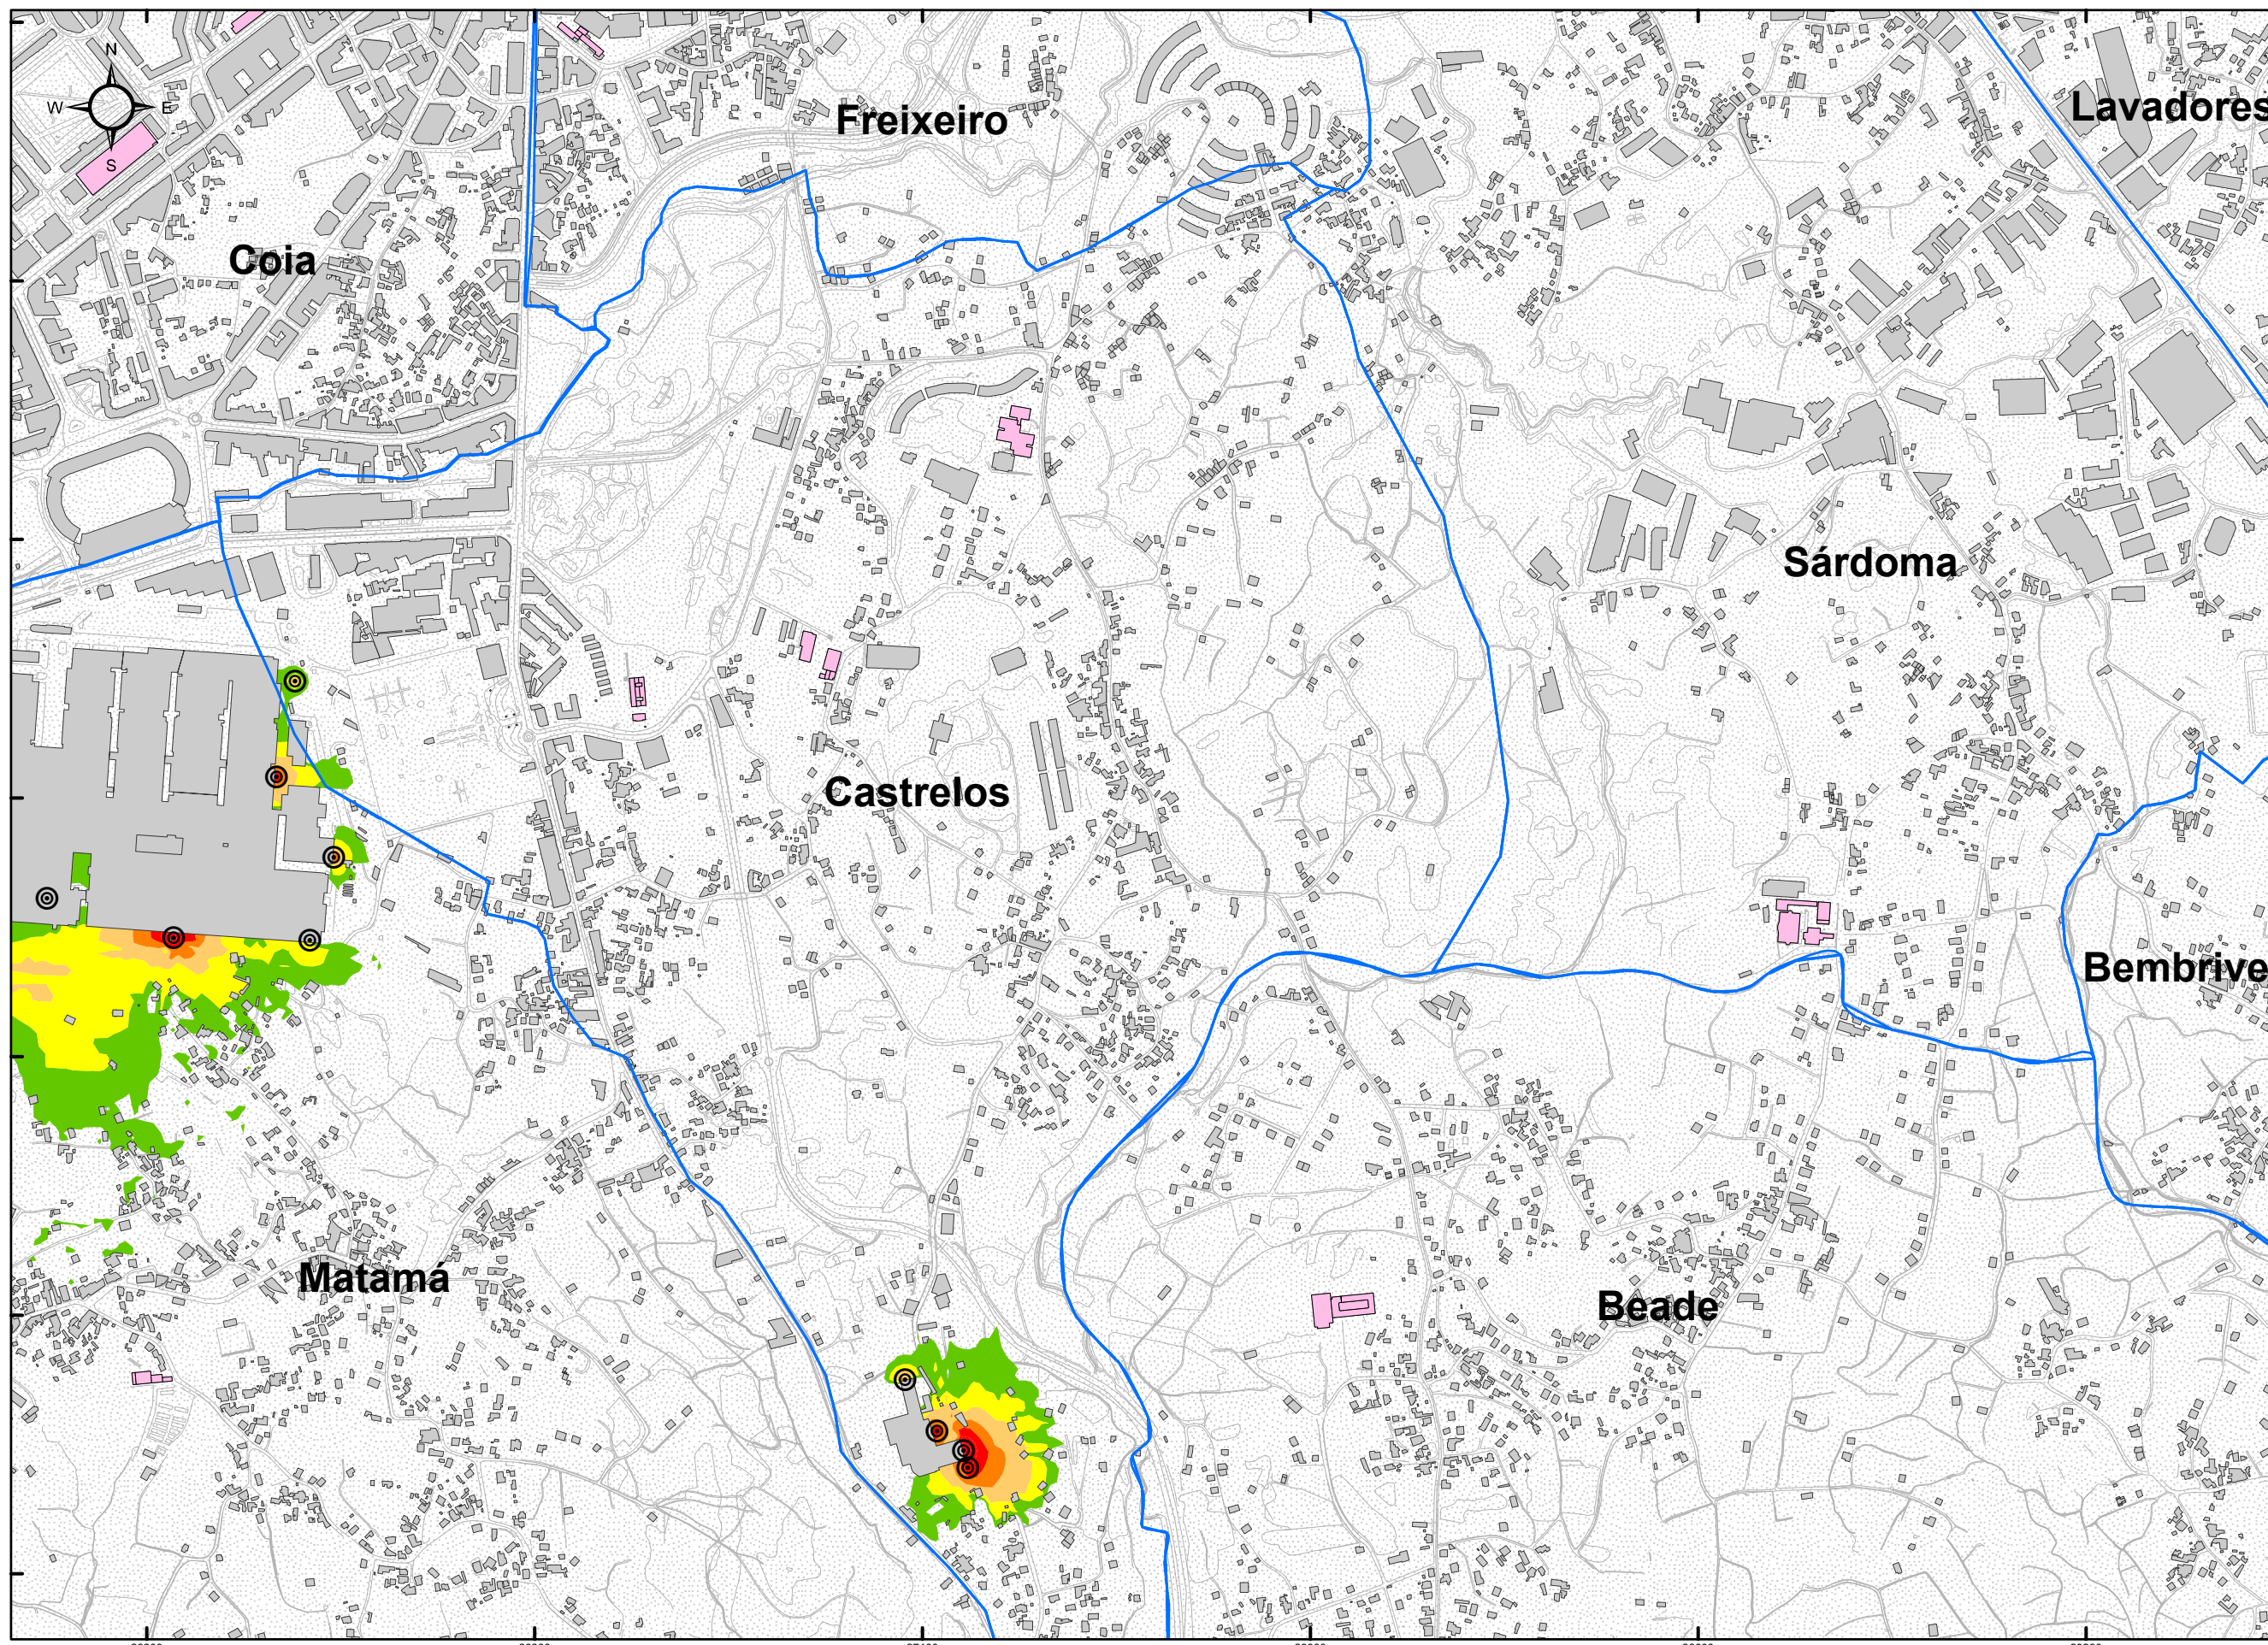 N
Lavadores
W
E
Freixeiro
S
Coia
Sárdoma
Castrelos
Bembrive
Matamá
Beade